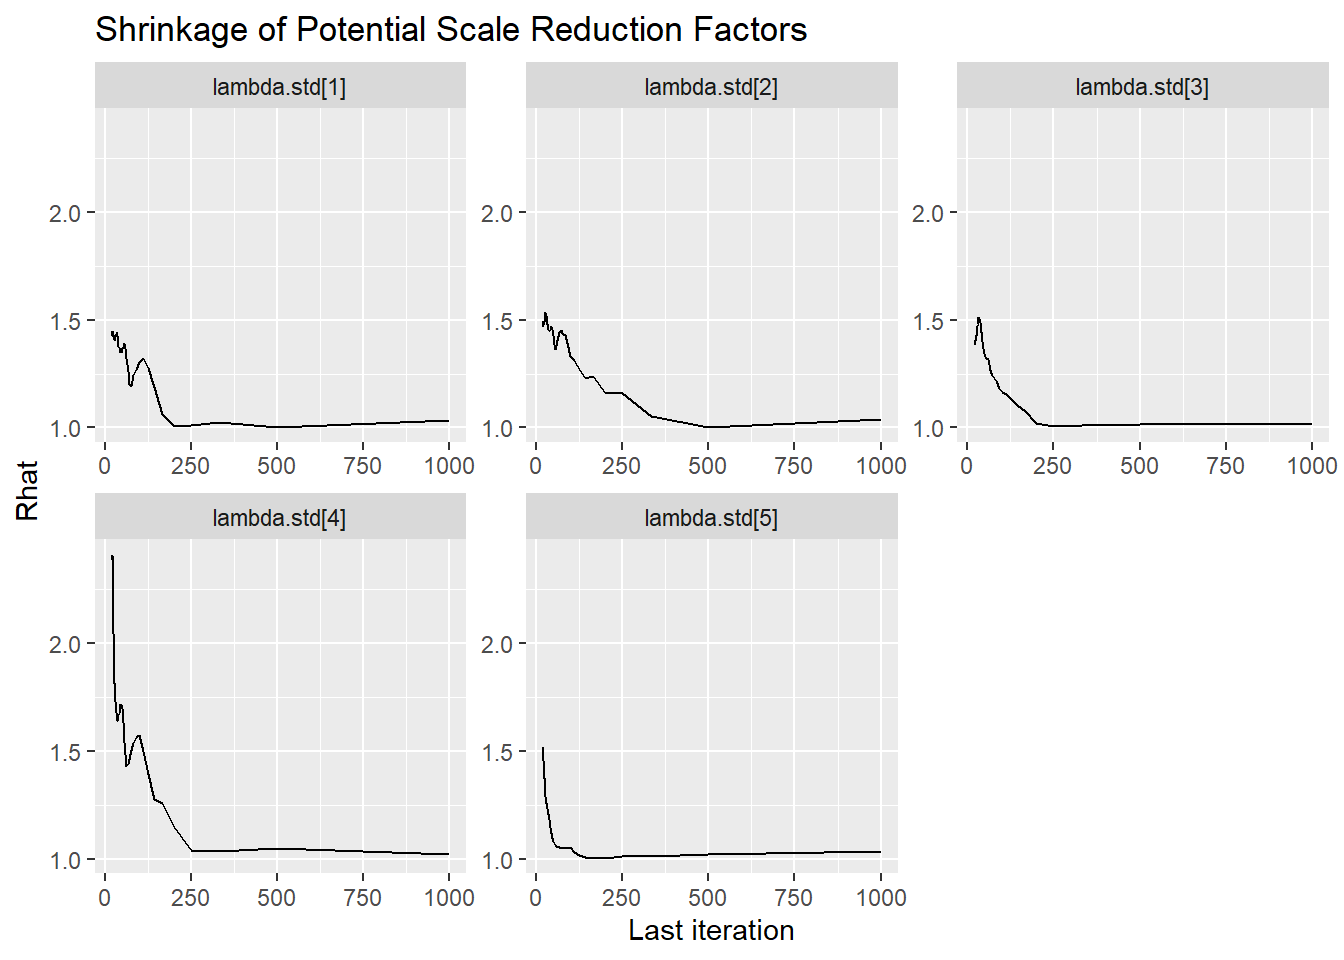 Shrinkage of Potential Scale Reduction Factors
lambda.std[1]
lambda.std[2]
lambda.std[3]
2.0
1.5
1.0
2.0
1.5
1.0
2.0
1.5
1.0
0 250 500 750 1000
0 250 500 750 1000
0 250 500 750 1000
Rhat
lambda.std[4]
lambda.std[5]
2.0
1.5
1.0
2.0
1.5
1.0
0 250 500 750 1000
0 250 500 750 1000
Last iteration